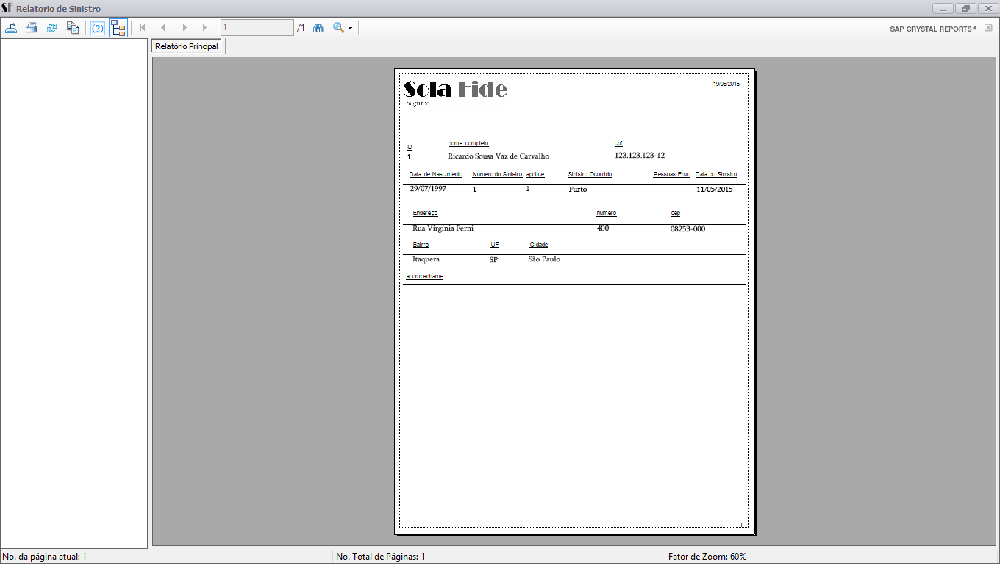 SF Relatorio de Sinistro
1 /1
SAP CRYSTAL REPORTS®
Relatório Principal
Sola Fide
Seguros
19/06/2015
ID nome completo cpf
1 Ricardo Sousa Vaz de Carvalho 123.123.123-12
Data de Nascimento Numero do Sinistro apolice Sinistro Ocorrido Pessoas Envo Data do Sinistro
29/07/1997 1 1 Furto 11/05/2015
Endereço numero cep
Rua Virgínia Ferni 400 08253-000
Bairro UF Cidade
Itaquera SP São Paulo
acompanhame
1
No. da página atual: 1 No. Total de Páginas: 1 Fator de Zoom: 60%